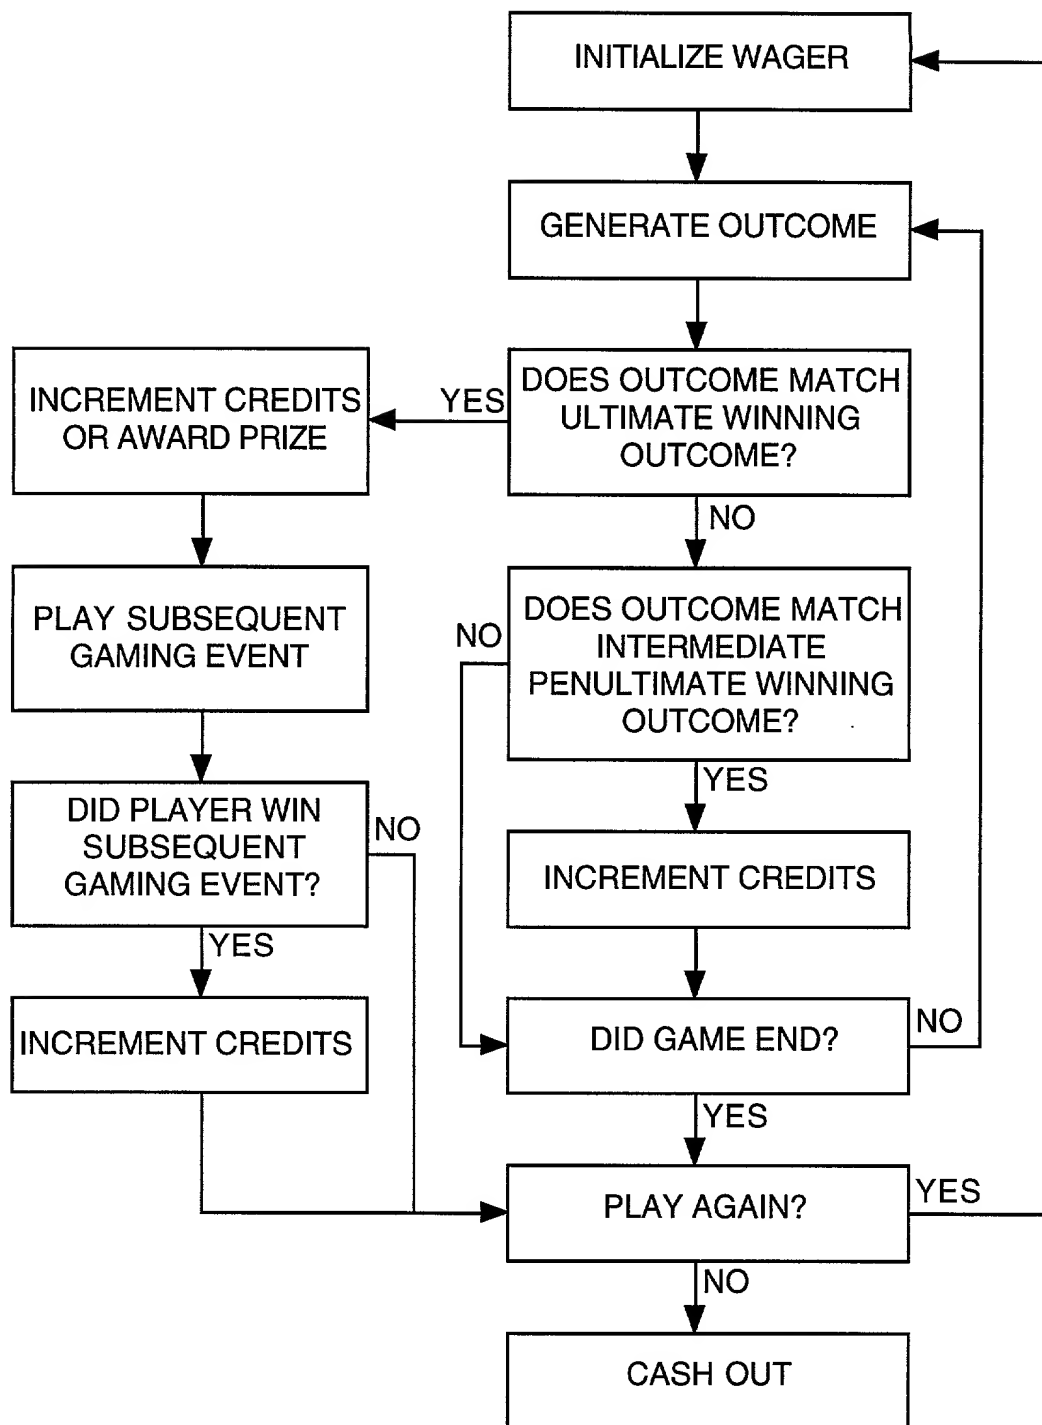 INITIALIZE WAGER
GENERATE OUTCOME
DOES OUTCOME MATCH
ULTIMATE WINNING
OUTCOME?
YES
INCREMENT CREDITS
OR AWARD PRIZE
NO
PLAY SUBSEQUENT
GAMING EVENT
DOES OUTCOME MATCH
INTERMEDIATE
PENULTIMATE WINNING
OUTCOME?
NO
YES
DID PLAYER WIN
SUBSEQUENT
GAMING EVENT?
NO
YES
INCREMENT CREDITS
INCREMENT CREDITS
DID GAME END?
NO
YES
PLAY AGAIN?
YES
NO
CASH OUT